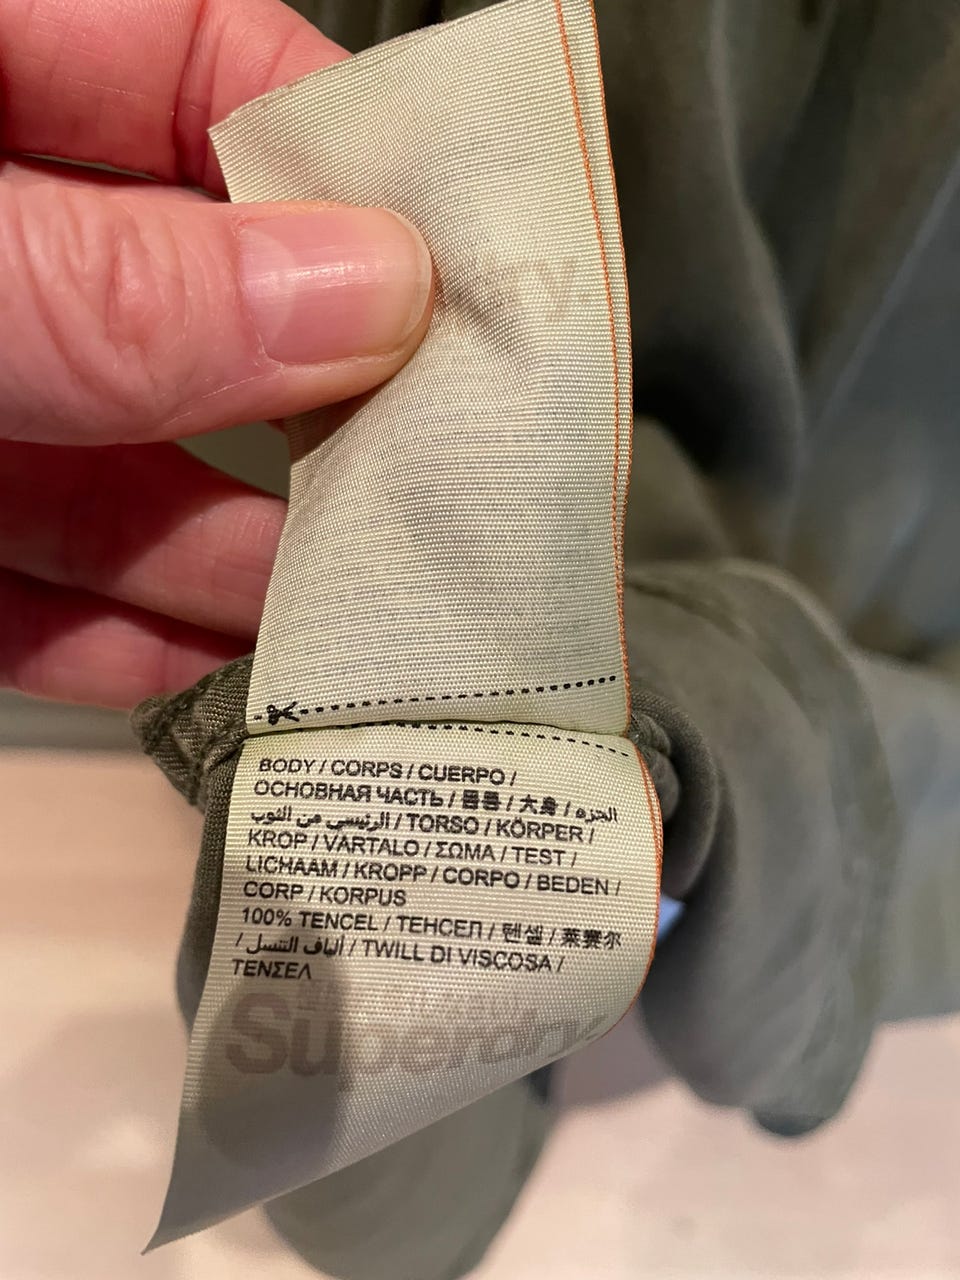 BODY / CORPS / CUERPO /
ОСНОВНАЯ ЧАСТЬ / 몸통 / 大身 / الجزء
الرئيسي من الثوب / TORSO / KÖRPER /
KROP / VARTALO / ΣΩΜΑ / TEST /
LICHAAM / KROPP / CORPO / BEDEN /
CORP / KORPUS
100% TENCEL / ТЕНСЕЛ / 텐셀 / 莱赛尔
/ ألياف التنسل / TWILL DI VISCOSA /
ΤΕΝΣΕΛ
Superdry